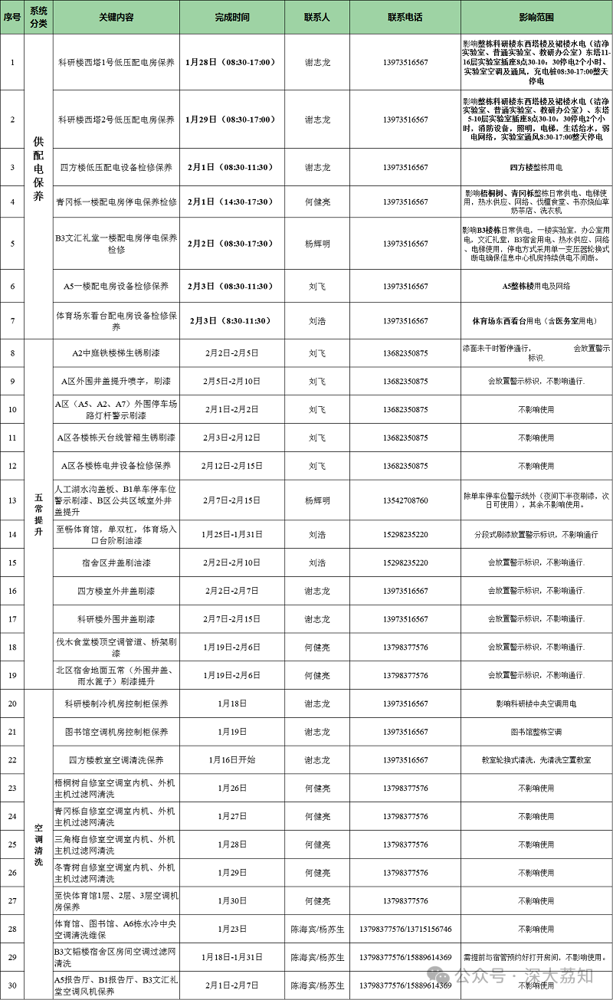 序号 系统分类 关键内容 完成时间 联系人 联系电话 影响范围
供配电保养
1 科研楼西塔1号低压配电房保养 1月28日（08:30-17:00） 谢志龙 13973516567 影响整栋科研楼东西塔楼及裙楼水电（洁净实验室、普通实验室、教研办公室）东塔11-16层实验室插座8点30-10：30停电2个小时、实验室空调及通风，充电桩08:30-17:00整天停电
2 科研楼西塔2号低压配电房保养 1月29日（08:30-17:00） 谢志龙 13973516567 影响整栋科研楼东西塔楼及裙楼水电（洁净实验室、普通实验室、教研办公室）、东塔5-10层实验室插座8点30-10：30停电2个小时，消防设备，照明，电梯，生活给水，弱电网络，实验室通风8:30-17:00整天停电
3 四方楼低压配电设备检修保养 2月1日（08:30-11:30） 谢志龙 13973516567 四方楼整栋用电
4 青冈栎一楼配电房停电保养检修 2月1日（14:30-17:30） 何健亮 13973516567 影响梧桐树、青冈栎整栋日常供电、电梯使用，热水供应、网络、伐檀食堂、书亦烧仙草奶茶店、洗衣机
5 B3文汇礼堂一楼配电房停电保养检修 2月2日（08:30-17:30） 杨辉明 13973516567 影响B3楼栋日常供电，一楼实验室，办公室用电，文汇礼堂，B3宿舍用电、热水供应、网络、电梯使用，停电方式采用单一变压器轮换式断电确保信息中心机房持续供电不间断。
6 A5一楼配电房设备检修保养 2月3日（08:30-11:30） 刘飞 13973516567 A5整栋楼用电及网络
7 体育场东看台配电房设备检修保养 2月3日（8:30-11:30） 刘浩 13973516567 体育场东西看台用电（含医务室用电）
五常提升
8 A2中庭铁楼梯生锈刷漆 2月2日-2月5日 刘飞 13682350875 漆面未干时暂停通行， 会放置警示标识.
9 A区外围井盖提升喷字，刷漆 2月5日-2月10日 刘飞 13682350875 会放置警示标识，不影响通行.
10 A区（A5、A2、A7）外围停车场路灯杆警示刷漆 2月1日-2月2日 刘飞 13682350875 不影响使用
11 A区各楼栋天台线管箱生锈刷漆 2月3日-2月12日 刘飞 13682350875 不影响使用
12 A区各楼栋电井设备检修保养 2月12日-2月15日 刘飞 13682350875 不影响使用
13 人工湖水沟盖板、B1单车停车位警示刷漆、B区公共区域室外井盖提升 2月7日-2月15日 杨辉明 13542708760 除单车停车位警示线外（夜间下半夜刷漆，次日可使用），其余不影响使用。
14 至畅体育馆，单双杠，体育场入口台阶刷油漆 1月25日-1月31日 刘浩 15298235220 分段式刷漆放置警示标识，不影响通行
15 宿舍区井盖刷油漆 2月2日-2月10日 刘浩 15298235220 会放置警示标识，不影响通行.
16 四方楼室外井盖刷漆 2月2日-2月7日 谢志龙 13973516567 会放置警示标识，不影响通行.
17 科研楼外围井盖刷漆 2月7日-2月15日 谢志龙 13973516567 会放置警示标识，不影响通行.
18 伐木食堂楼顶空调管道、桥架刷漆 1月19日-2月6日 何健亮 13798377576 会放置警示标识，不影响通行.
19 北区宿舍地面五常（外围井盖、雨水篦子）刷漆提升 1月19日-2月6日 何健亮 13798377576 会放置警示标识，不影响通行.
空调清洗
20 科研楼制冷机房控制柜保养 1月18日 谢志龙 13973516567 影响科研楼中央空调用电
21 图书馆空调机房控制柜保养 1月19日 谢志龙 13973516567 图书馆整栋空调
22 四方楼教室空调清洗保养 1月16日开始 谢志龙 13973516567 教室轮换式清洗，先清洗空置教室
23 梧桐树自修室空调室内机、外机主机过滤网清洗 1月26日 何健亮 13798377576 不影响使用
24 青冈栎自修室空调室内机、外机主机过滤网清洗 1月27日 何健亮 13798377576 不影响使用
25 三角梅自修室空调室内机、外机主机过滤网清洗 1月28日 何健亮 13798377576 不影响使用
26 冬青树自修室空调室内机、外机主机过滤网清洗 1月29日 何健亮 13798377576 不影响使用
27 至快体育馆1层、2层、3层空调机房保养 1月30日 何健亮 13798377576 不影响使用
28 体育馆、图书馆、A6栋水冷中央空调清洗维保 1月23日 陈海宾/杨苏生 13798377576/13715156746 不影响使用
29 B3文韬楼宿舍区房间空调过滤网清洗 1月18日-1月31日 陈海宾/杨苏生 13798377576/15889614369 需提前与宿管预约好打开房间，不影响使用。
30 A5报告厅、B1报告厅、B3文汇礼堂空调风机保养 2月1日-2月7日 陈海宾/杨苏生 13798377576/15889614369 不影响使用
公众号·深大荔知